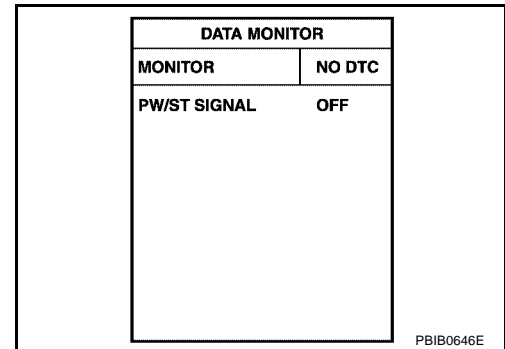 DATA MONITOR
MONITOR NO DTC
PW/ST SIGNAL OFF
PBIB0646E